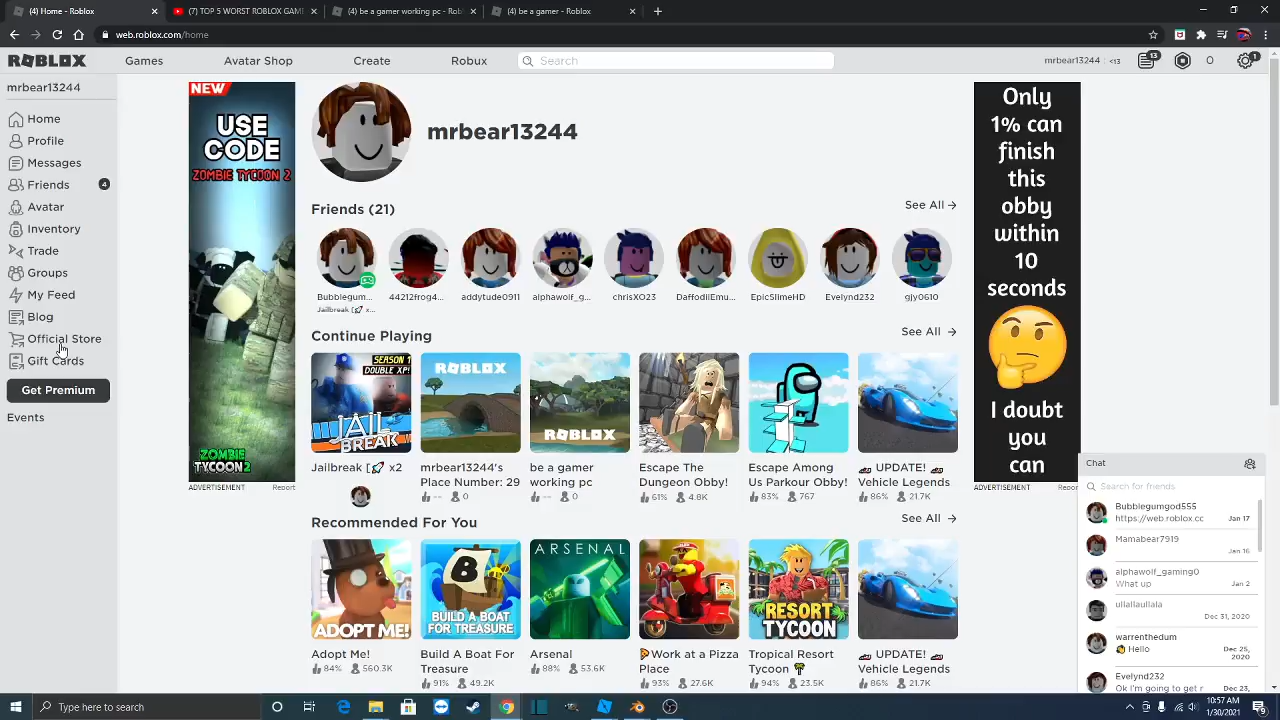 (4) Home - Roblox
(7) TOP 5 WORST ROBLOX GAM
(4) be a gamer working pc - Rob
(4) be a gamer - Roblox
web.roblox.com/home
ROBLOX
Games
Avatar Shop
Create
Robux
Search
mrbear13244 : <13
13
0
1
mrbear13244
Home
Profile
Messages
Friends 4
Avatar
Inventory
Trade
Groups
My Feed
Blog
Official Store
Gift Cards
Get Premium
Events
NEW
USE
CODE
ZOMBIE TYCOON 2
ZOMBIE
TYCOON2
ADVERTISEMENT Report
mrbear13244
Friends (21)
See All →
Bubblegum...
44212frog4...
addytude0911
alphawolf_g...
chrisXO23
DaffodilEmu...
EpicSlimeHD
Evelynd232
gjy0610
Jailbreak [🚀 x...
Continue Playing
See All →
SEASON 1
DOUBLE XP!
JAIL
BREAK
ROBLOX
ROBLOX
Jailbreak [🚀 x2
mrbear13244's
Place Number: 29
-- 0
be a gamer
working pc
-- 0
Escape The
Dungeon Obby!
61% 4.8K
Escape Among
Us Parkour Obby!
83% 767
UPDATE!
Vehicle Legends
86% 21.7K
Recommended For You
See All →
ADOPT ME!
B
BUILD A BOAT
FOR TREASURE
ARSENAL
RESORT
TYCOON
Adopt Me!
84% 560.3K
Build A Boat For
Treasure
91% 49.2K
Arsenal
88% 53.6K
Work at a Pizza
Place
93% 27.6K
Tropical Resort
Tycoon
94% 23.5K
UPDATE!
Vehicle Legends
86% 21.7K
Only
1% can
finish
this
obby
within
10
seconds
I doubt
you
can
ADVERTISEMENT Repor
Chat
Search for friends
Bubblegumgod555
https://web.roblox.cc Jan 17
Mamabear7919
Jan 16
alphawolf_gaming0
What up Jan 2
ullallaullala
Dec 31, 2020
warrenthedum
Hello Dec 25,
2020
Evelynd232
Ok I'm going to get r Dec 23,
Type here to search
10:57 AM
1/30/2021